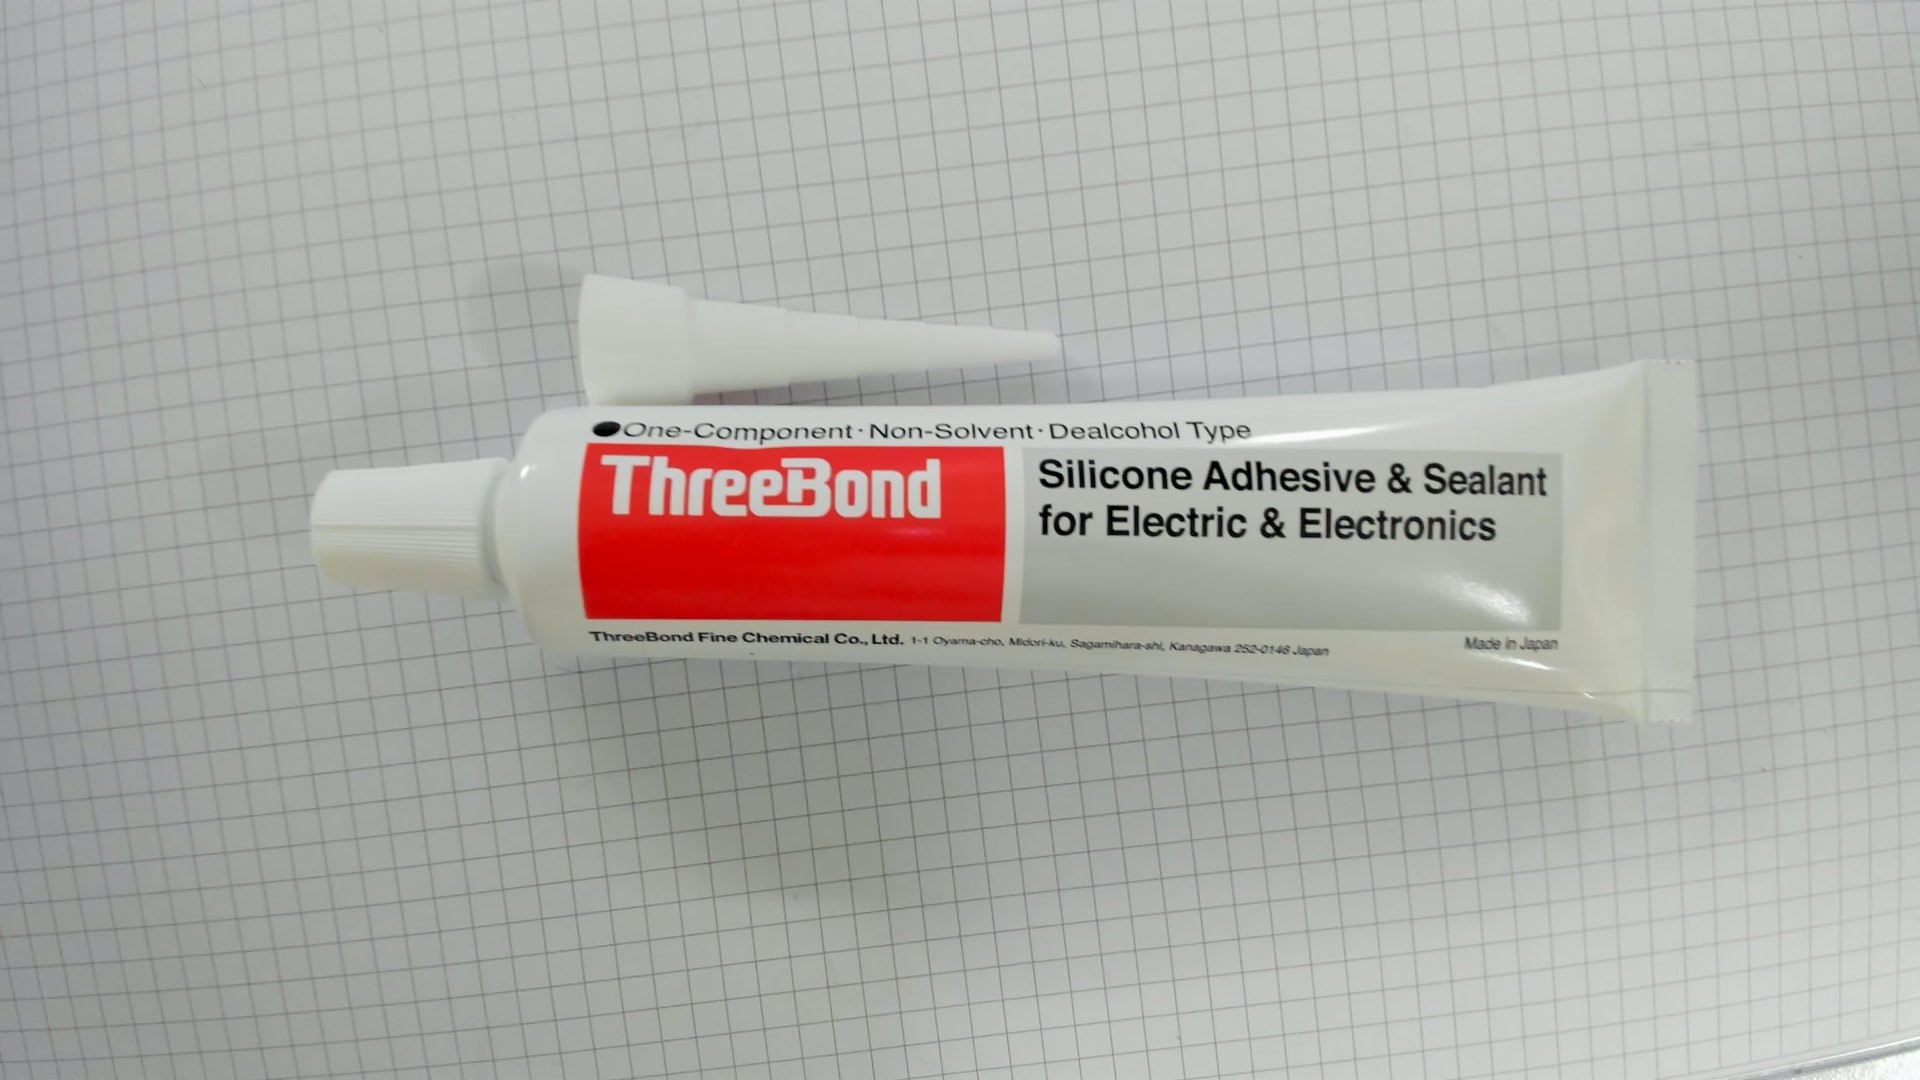 ●One-Component·Non-Solvent·Dealcohol Type
ThreeBond
Silicone Adhesive & Sealant
for Electric & Electronics
ThreeBond Fine Chemical Co., Ltd. 1-1 Oyama-cho, Midori-ku, Sagamihara-shi, Kanagawa 252-0146 Japan
Made in Japan